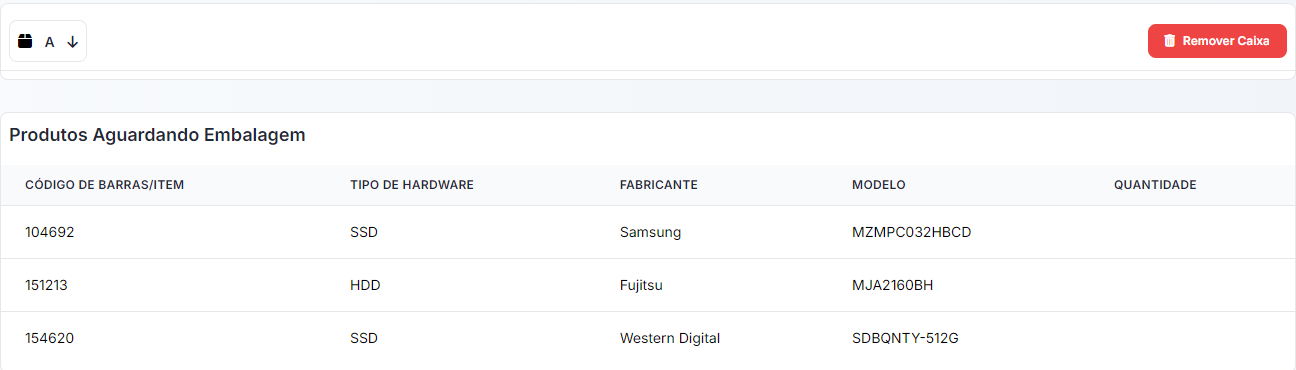 A
Remover Caixa
Produtos Aguardando Embalagem
CÓDIGO DE BARRAS/ITEM TIPO DE HARDWARE FABRICANTE MODELO QUANTIDADE
104692 SSD Samsung MZMPC032HBCD
151213 HDD Fujitsu MJA2160BH
154620 SSD Western Digital SDBQNTY-512G